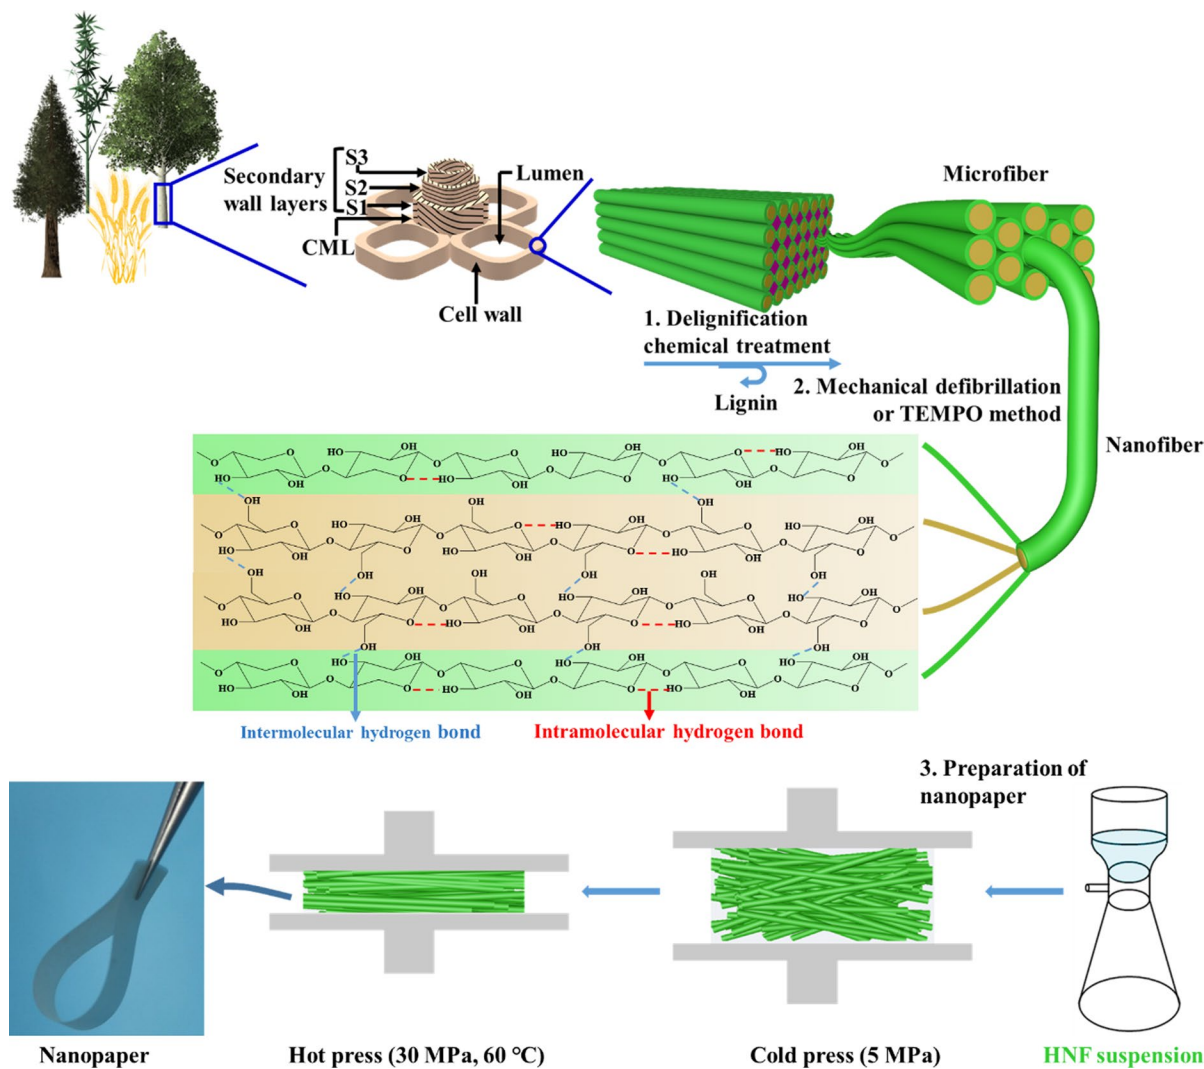 Secondary
wall layers
S3
S2
S1
CML
Lumen
Cell wall
Microfiber
1. Delignification
chemical treatment
Lignin
2. Mechanical defibrillation
or TEMPO method
Nanofiber
Intermolecular hydrogen bond
Intramolecular hydrogen bond
3. Preparation of
nanopaper
Nanopaper
Hot press (30 MPa, 60 °C)
Cold press (5 MPa)
HNF suspension